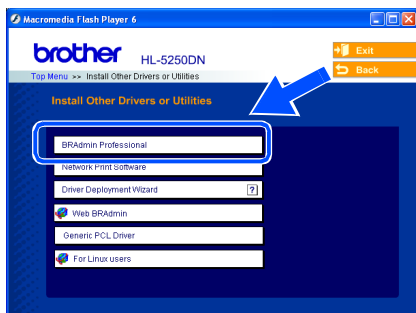 Macromedia Flash Player 6
brother HL-5250DN
Exit
Top Menu >> Install Other Drivers or Utilities
Back
Install Other Drivers or Utilities
BRAdmin Professional
Network Print Software
Driver Deployment Wizard ?
Web BRAdmin
Generic PCL Driver
For Linux users